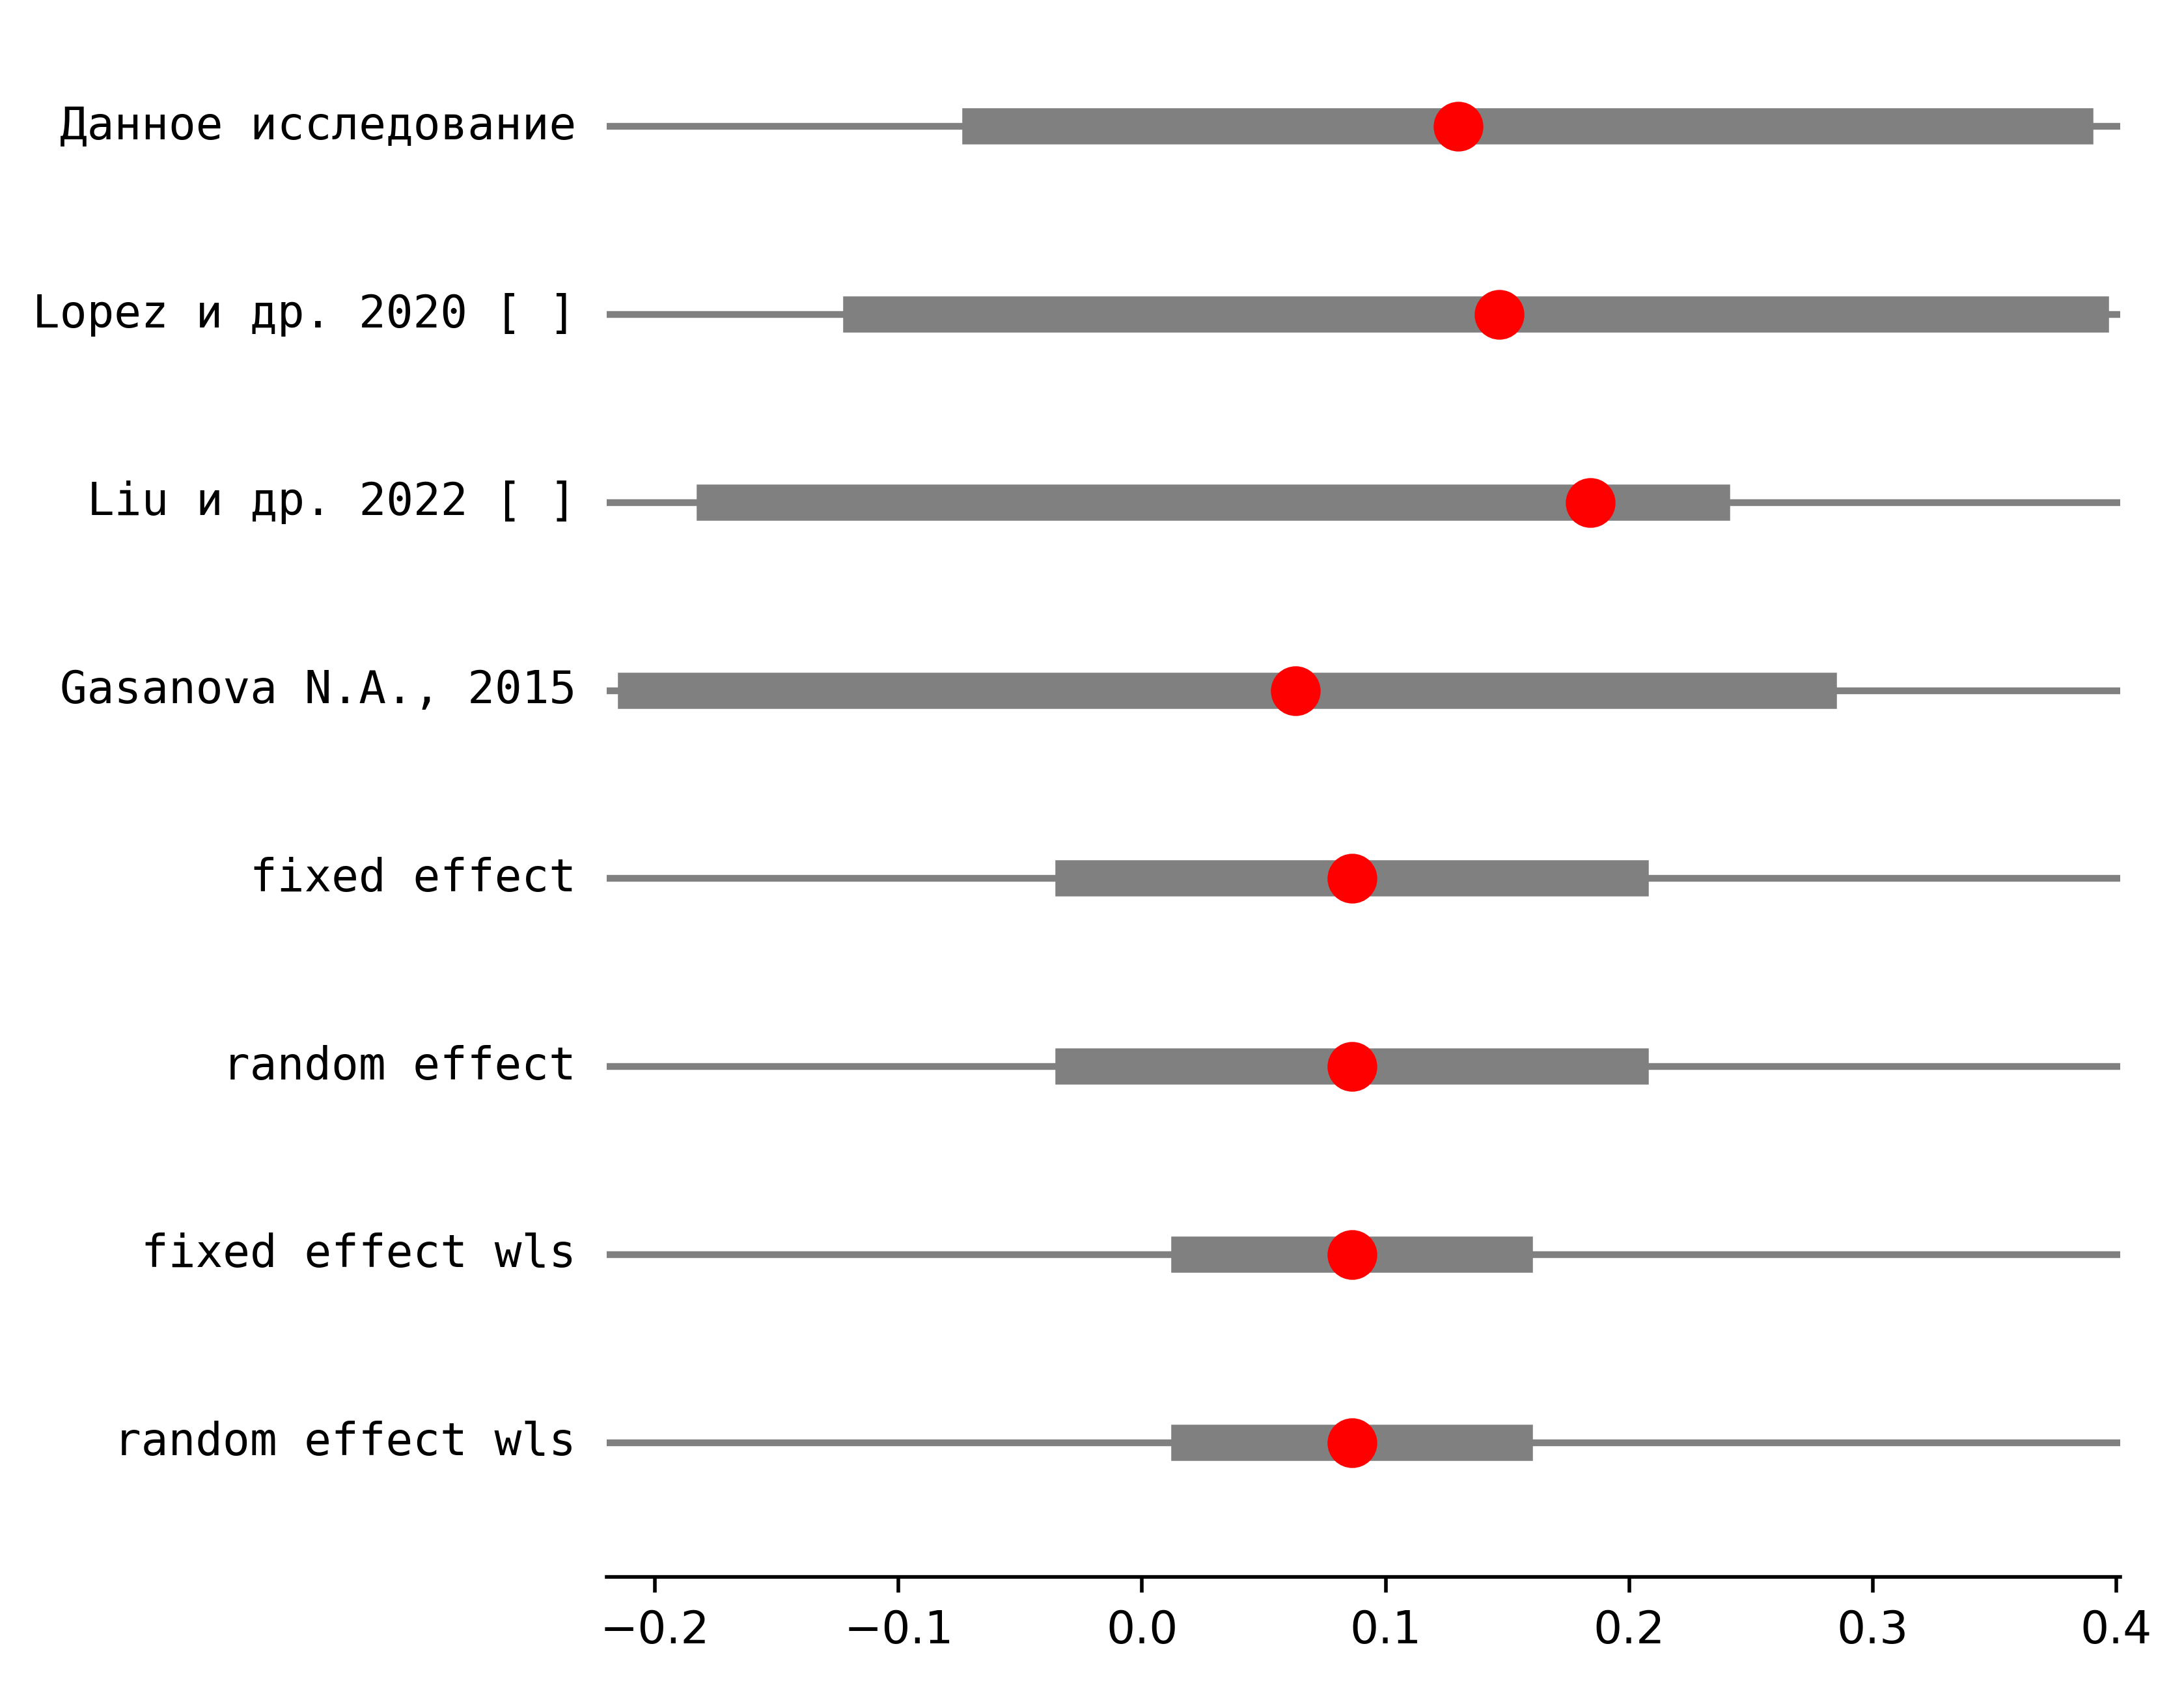 Данное исследование
Lopez и др. 2020 [ ]
Liu и др. 2022 [ ]
Gasanova N.A., 2015
fixed effect
random effect
fixed effect wls
random effect wls
−0.2 −0.1 0.0 0.1 0.2 0.3 0.4